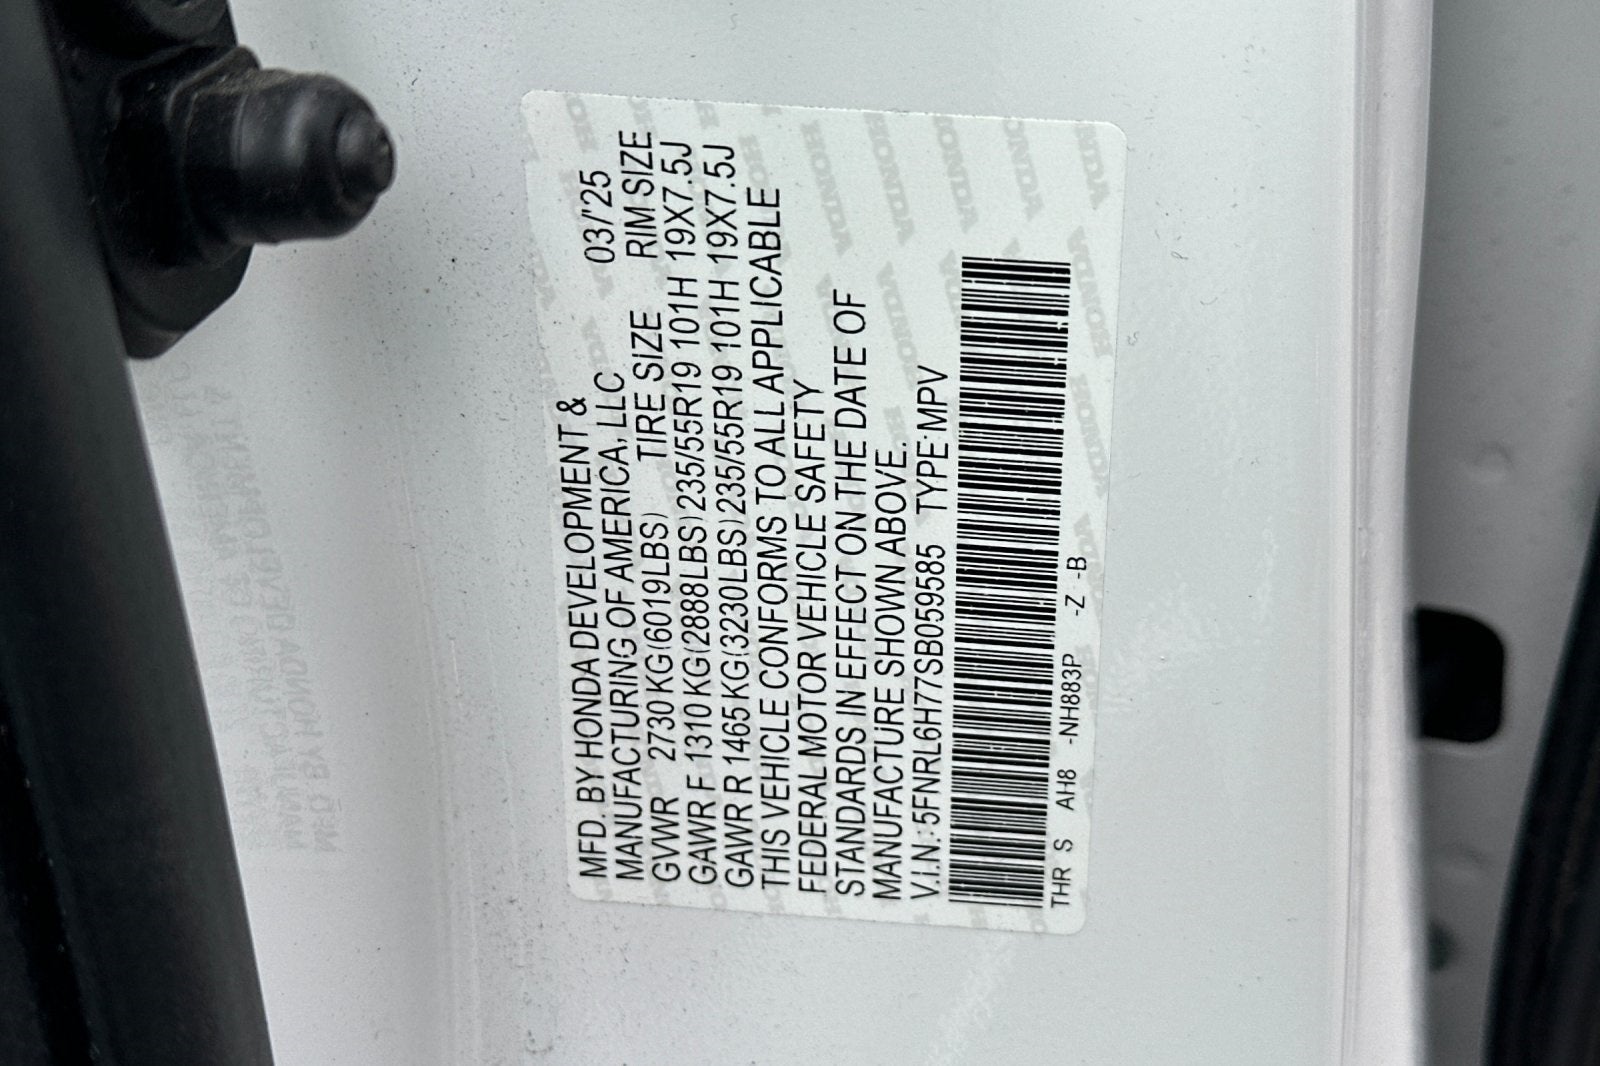 MFD. BY HONDA DEVELOPMENT &
MANUFACTURING OF AMERICA, LLC 03/'25
GVWR 2730 KG(6019LBS) TIRE SIZE RIM SIZE
GAWR F 1310 KG(2888LBS) 235/55R19 101H 19X7.5J
GAWR R 1465 KG(3230LBS) 235/55R19 101H 19X7.5J
THIS VEHICLE CONFORMS TO ALL APPLICABLE
FEDERAL MOTOR VEHICLE SAFETY
STANDARDS IN EFFECT ON THE DATE OF
MANUFACTURE SHOWN ABOVE.
V.I.N.: 5FNRL6H77SB059585 TYPE: MPV
THR S AH8 -NH883P -Z -B